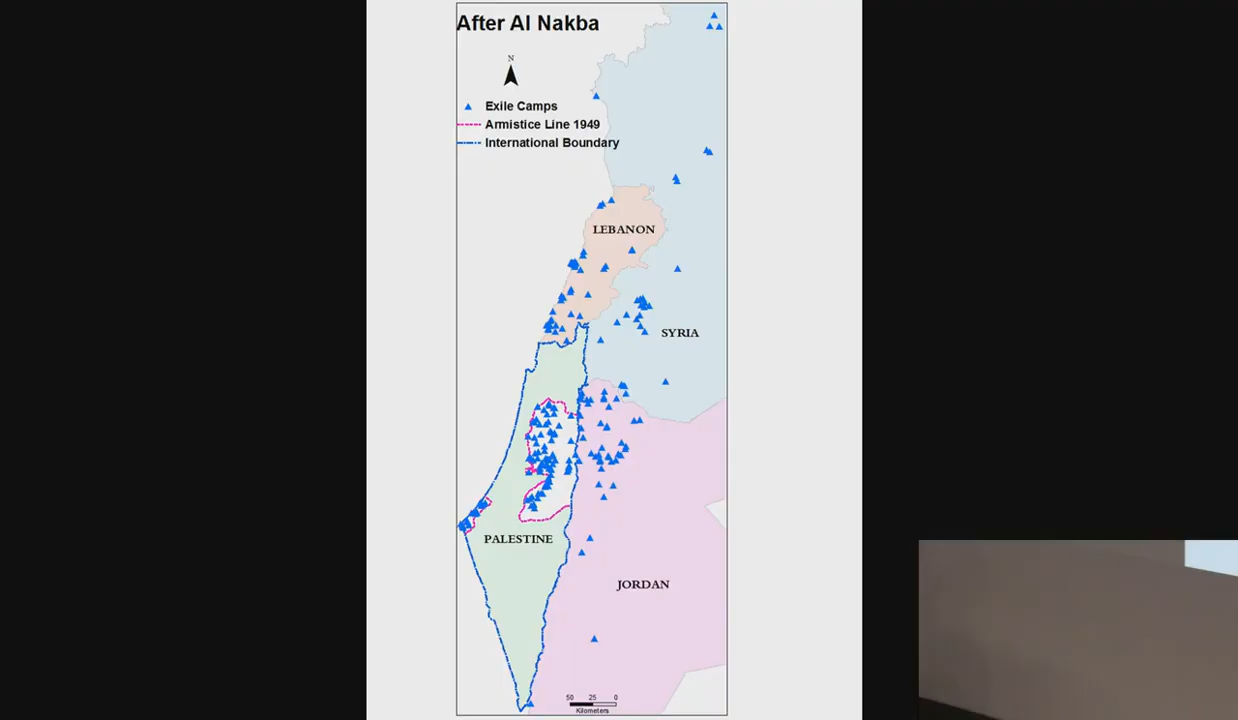 After Al Nakba
N
Exile Camps
Armistice Line 1949
International Boundary
LEBANON
SYRIA
PALESTINE
JORDAN
50 25 0
Kilometers